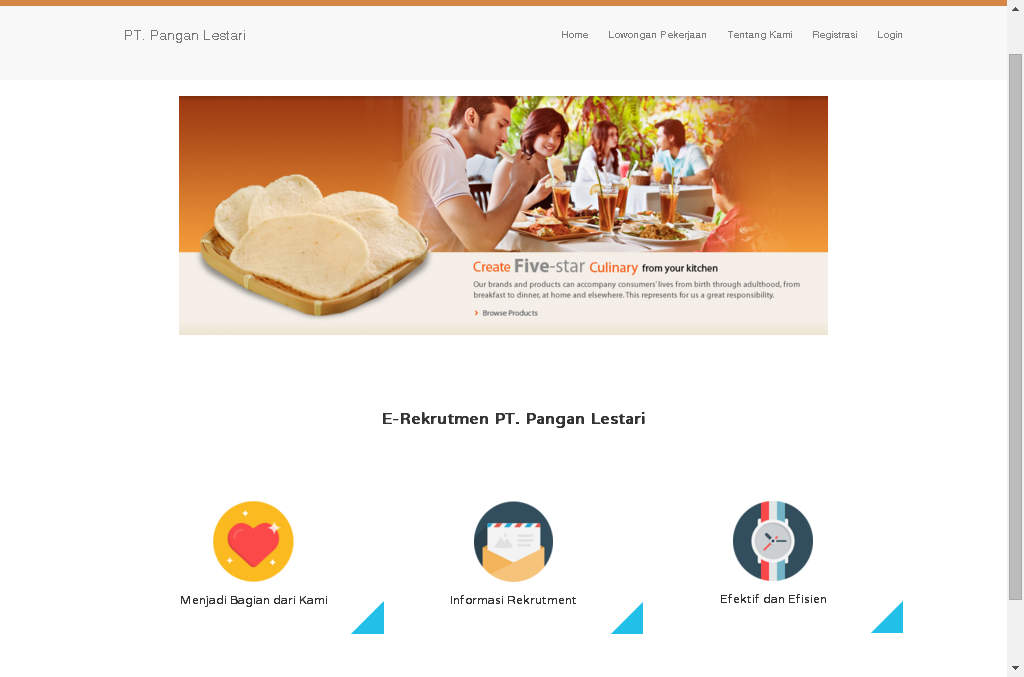 PT. Pangan Lestari
Home Lowongan Pekerjaan Tentang Kami Registrasi Login
Create Five-star Culinary from your kitchen
Our brands and products can accompany consumers' lives from birth through adulthood, from
breakfast to dinner, at home and elsewhere. This represents for us a great responsibility.
Browse Products
E-Rekrutmen PT. Pangan Lestari
Menjadi Bagian dari Kami
Informasi Rekrutment
Efektif dan Efisien